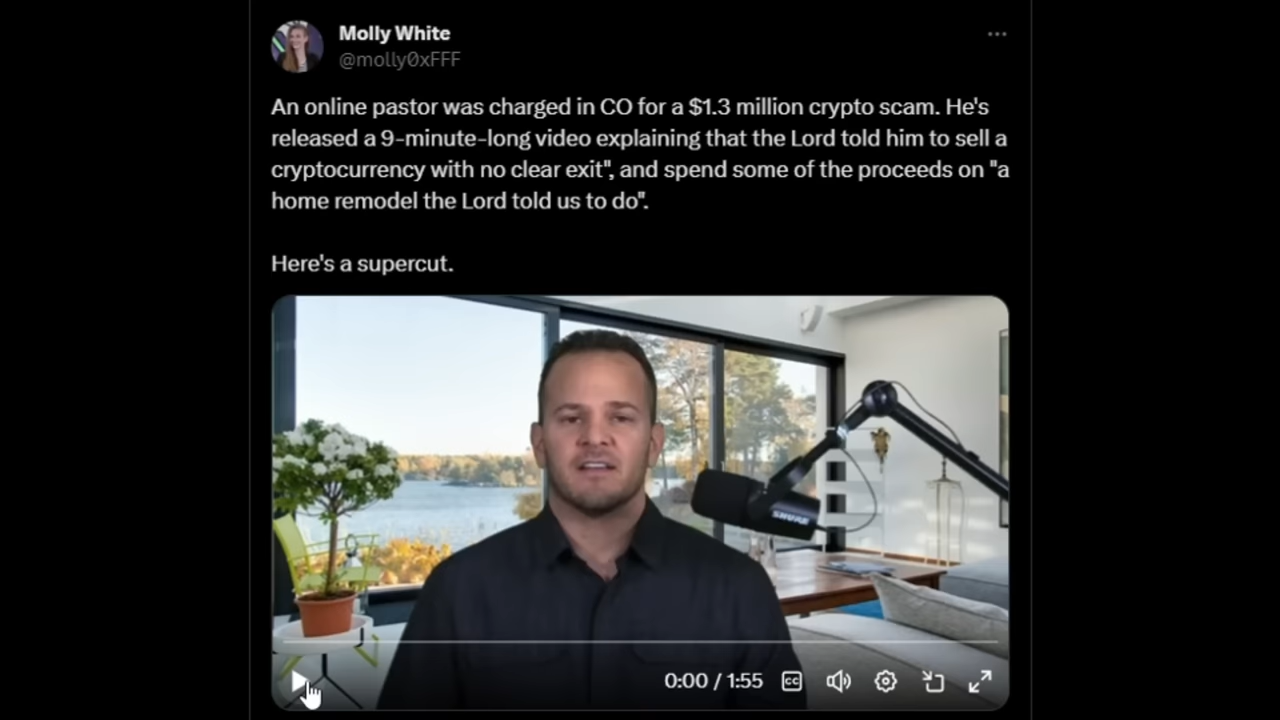 Molly White
@molly0xFFF
An online pastor was charged in CO for a $1.3 million crypto scam. He's
released a 9-minute-long video explaining that the Lord told him to sell a
cryptocurrency with no clear exit", and spend some of the proceeds on "a
home remodel the Lord told us to do".
Here's a supercut.
SHURE
0:00 / 1:55
CC